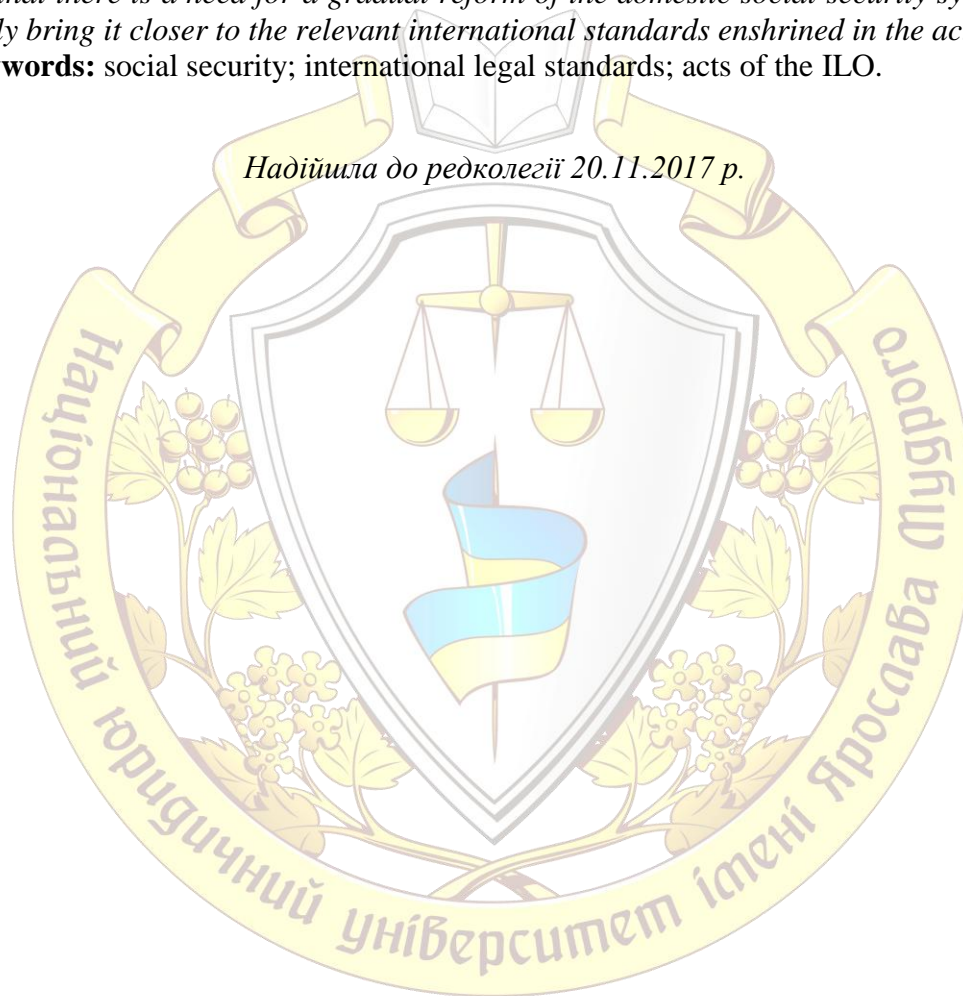 that there is a need for a gradual reform of the domestic social security sy
ly bring it closer to the relevant international standards enshrined in the ac
ywords: social security; international legal standards; acts of the ILO.
Надійшла до редколегії 20.11.2017 р.
Національний юридичний університет імені Ярослава Мудрого